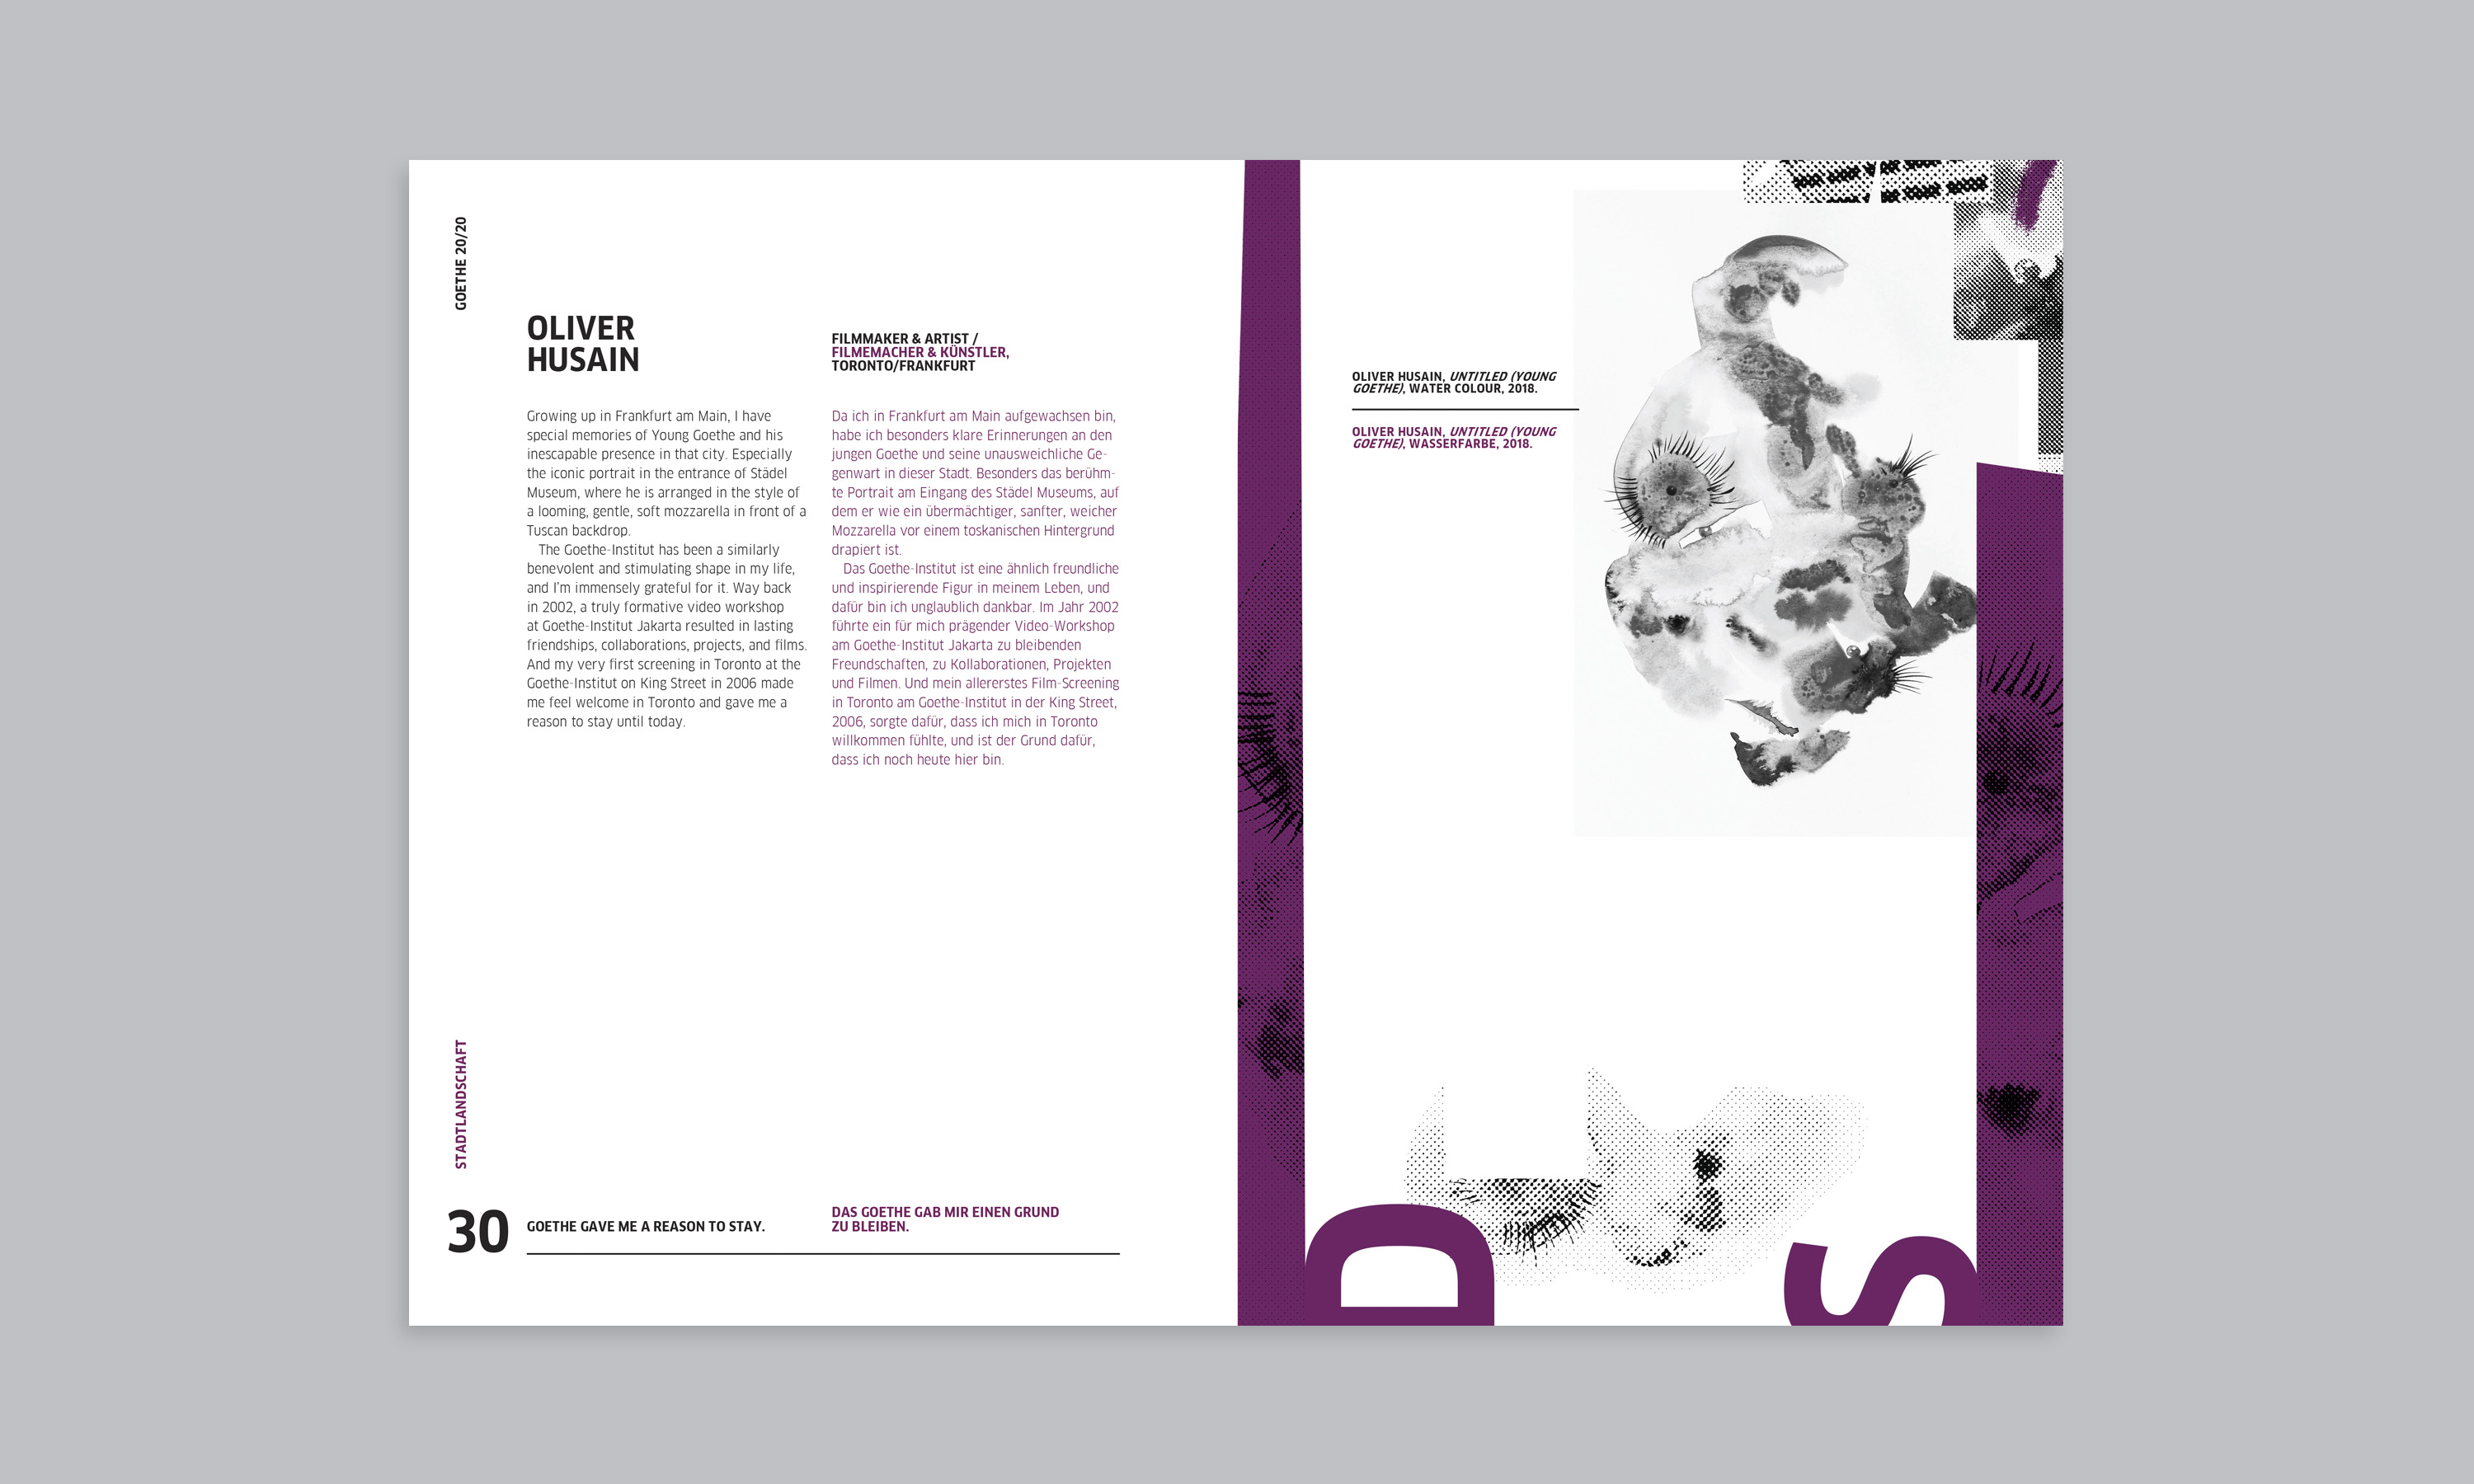 GOETHE 20/20
OLIVER
HUSAIN
FILMMAKER & ARTIST /
FILMEMACHER & KÜNSTLER,
TORONTO/FRANKFURT
Growing up in Frankfurt am Main, I have
special memories of Young Goethe and his
inescapable presence in that city. Especially
the iconic portrait in the entrance of Städel
Museum, where he is arranged in the style of
a looming, gentle, soft mozzarella in front of a
Tuscan backdrop.
The Goethe-Institut has been a similarly
benevolent and stimulating shape in my life,
and I'm immensely grateful for it. Way back
in 2002, a truly formative video workshop
at Goethe-Institut Jakarta resulted in lasting
friendships, collaborations, projects, and films.
And my very first screening in Toronto at the
Goethe-Institut on King Street in 2006 made
me feel welcome in Toronto and gave me a
reason to stay until today.
Da ich in Frankfurt am Main aufgewachsen bin,
habe ich besonders klare Erinnerungen an den
jungen Goethe und seine unausweichliche Ge-
genwart in dieser Stadt. Besonders das berühm-
te Portrait am Eingang des Städel Museums, auf
dem er wie ein übermächtiger, sanfter, weicher
Mozzarella vor einem toskanischen Hintergrund
drapiert ist.
Das Goethe-Institut ist eine ähnlich freundliche
und inspirierende Figur in meinem Leben, und
dafür bin ich unglaublich dankbar. Im Jahr 2002
führte ein für mich prägender Video-Workshop
am Goethe-Institut Jakarta zu bleibenden
Freundschaften, zu Kollaborationen, Projekten
und Filmen. Und mein allererstes Film-Screening
in Toronto am Goethe-Institut in der King Street,
2006, sorgte dafür, dass ich mich in Toronto
willkommen fühlte, und ist der Grund dafür,
dass ich noch heute hier bin.
STADTLANDSCHAFT
30
GOETHE GAVE ME A REASON TO STAY.
DAS GOETHE GAB MIR EINEN GRUND
ZU BLEIBEN.
OLIVER HUSAIN, UNTITLED (YOUNG
GOETHE), WATER COLOUR, 2018.
OLIVER HUSAIN, UNTITLED (YOUNG
GOETHE), WASSERFARBE, 2018.
D
S